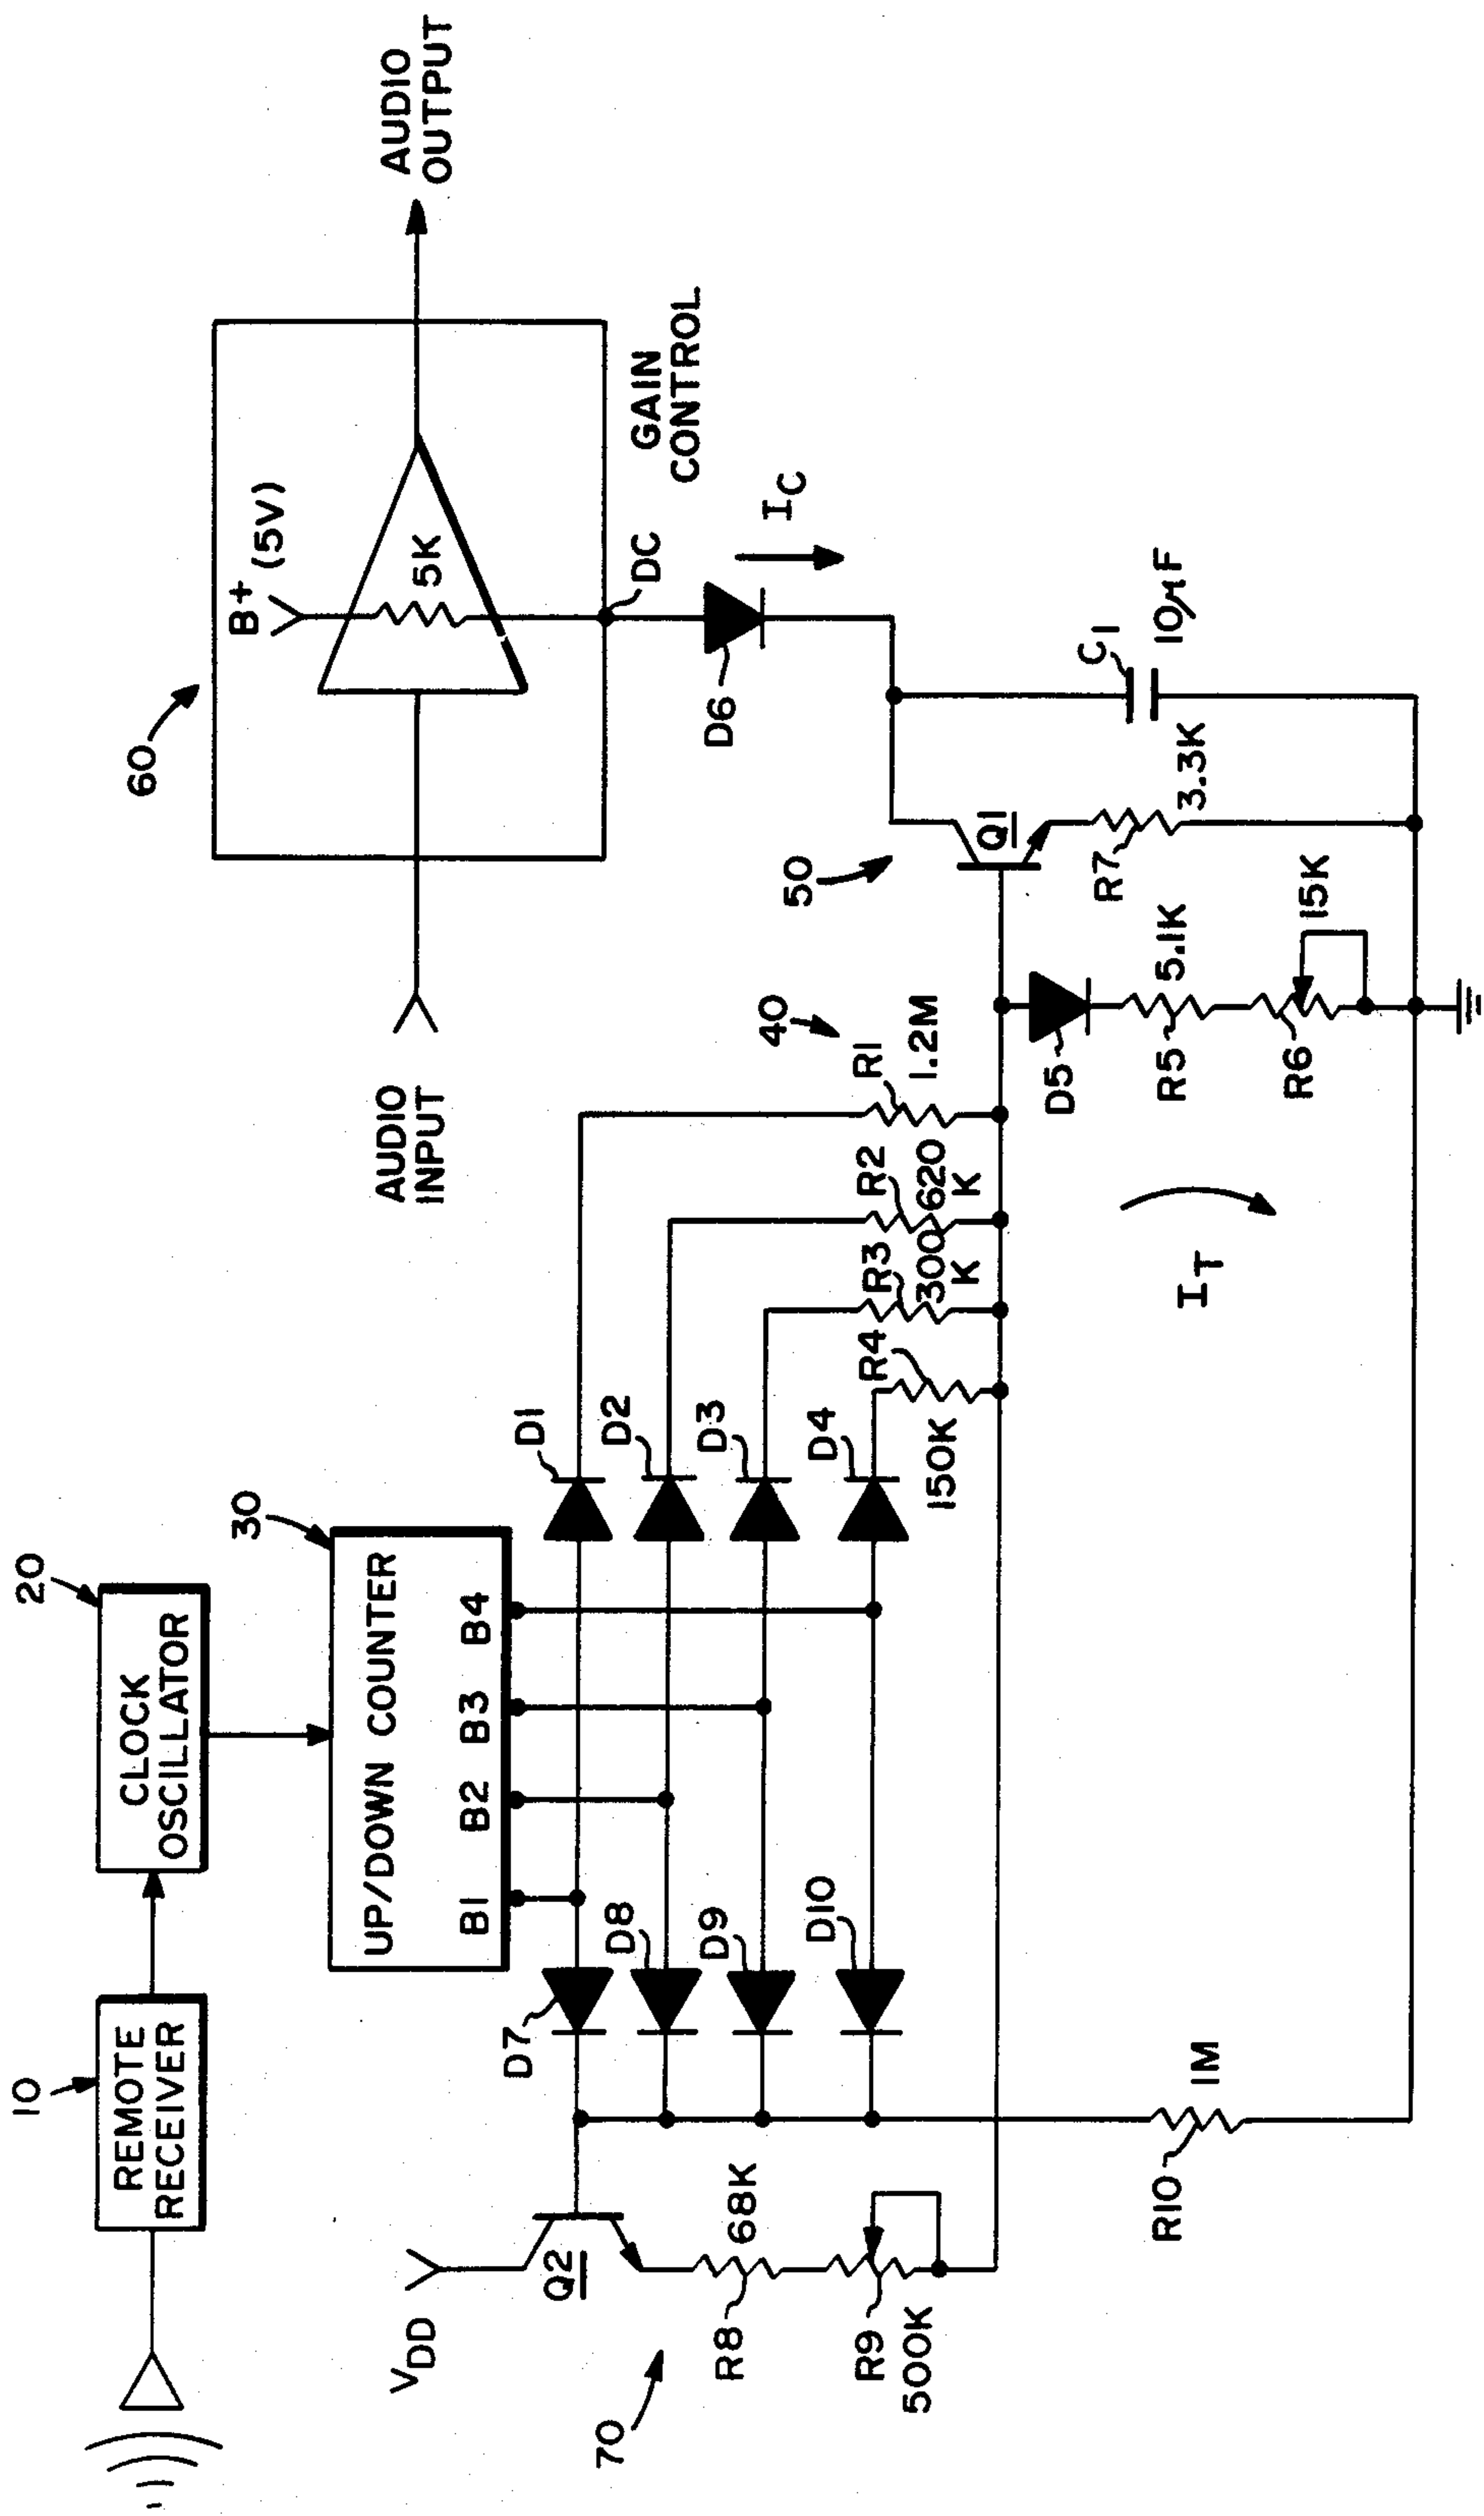 10
REMOTE
RECEIVER
20
CLOCK
OSCILLATOR
30
UP/DOWN COUNTER
B1 B2 B3 B4
60
B+
(5V)
5K
AUDIO
INPUT
AUDIO
OUTPUT
DC
GAIN
CONTROL
D6
IC
VDD
Q2
70
R8
68K
R9
500K
D7
D8
D9
D10
D1
D2
D3
D4
R4
150K
R3
300
K
R2
620
K
R1
1.2M
40
50
Q1
D5
R5
5.1K
R6
15K
R7
3.3K
C1
10µF
IT
R10
1M